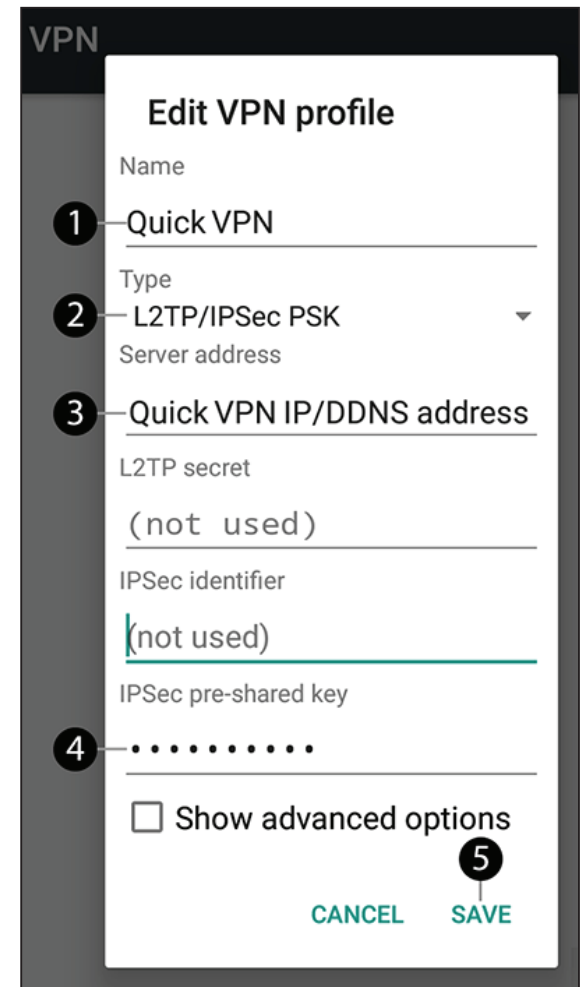 VPN
Edit VPN profile
Name
1 Quick VPN
Type
2 L2TP/IPSec PSK
Server address
3 Quick VPN IP/DDNS address
L2TP secret
(not used)
IPSec identifier
(not used)
IPSec pre-shared key
4 ••••••••••
Show advanced options
5
CANCEL SAVE